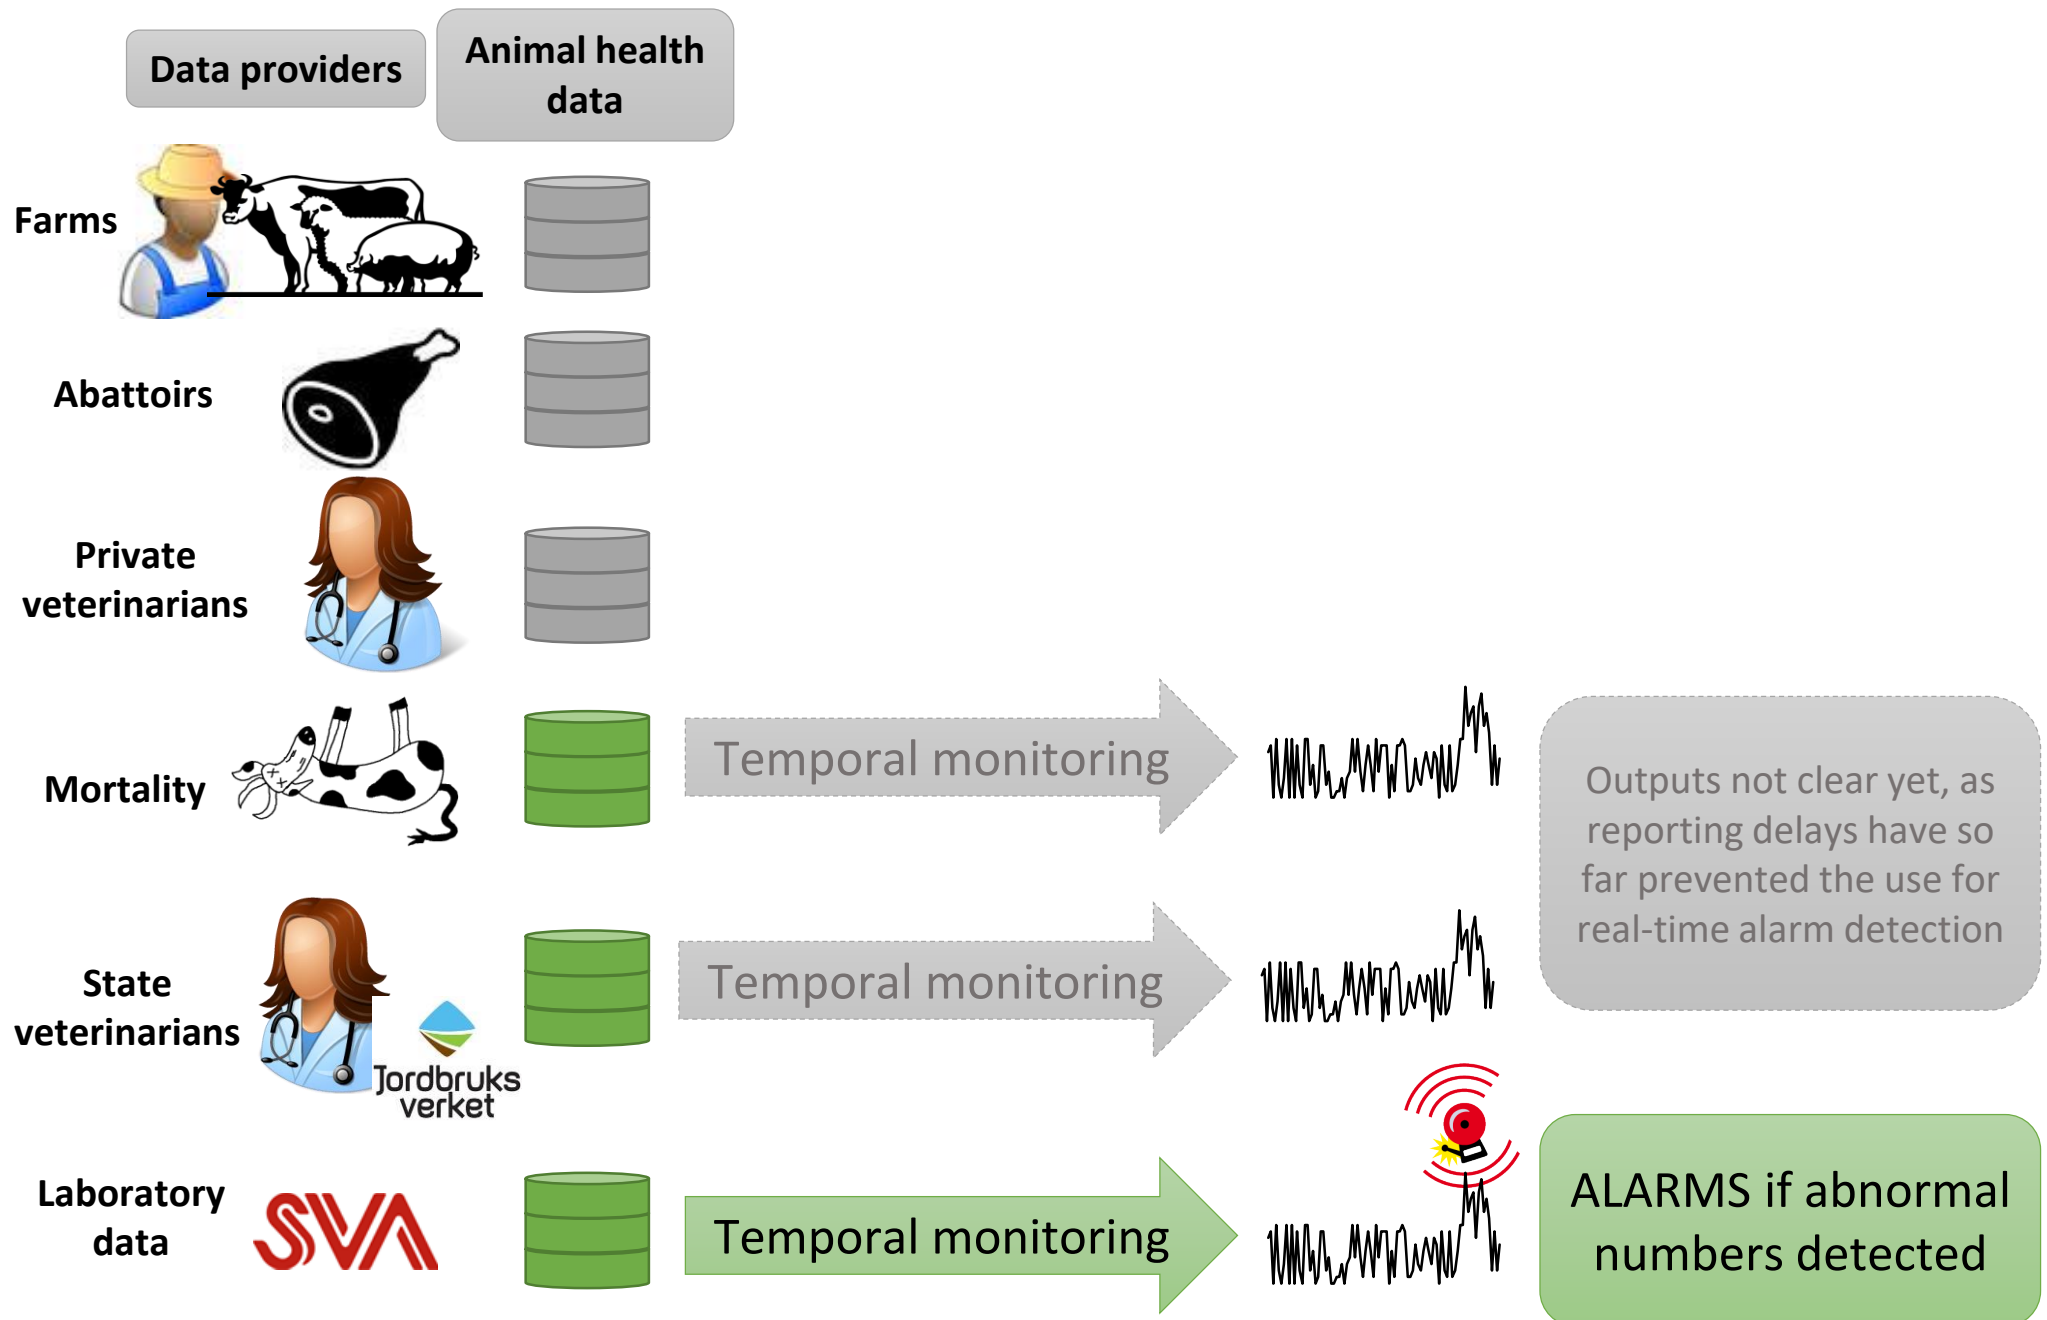 Data providers
Animal health
data
Farms
Abattoirs
Private
veterinarians
Mortality
Temporal monitoring
Outputs not clear yet, as
reporting delays have so
far prevented the use for
real-time alarm detection
State
veterinarians
Jordbruks
verket
Temporal monitoring
Laboratory
data
SVA
Temporal monitoring
ALARMS if abnormal
numbers detected